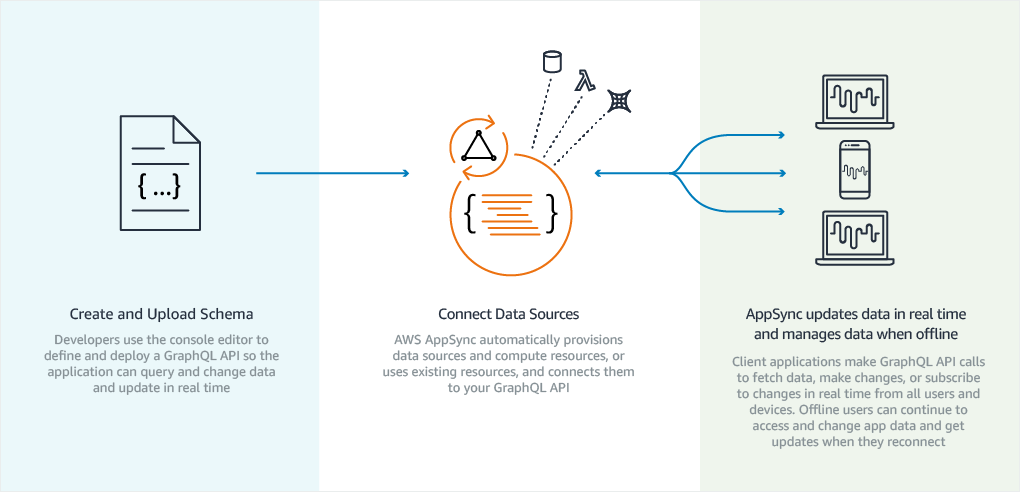 { ... }
{ }
Create and Upload Schema
Developers use the console editor to
define and deploy a GraphQL API so the
application can query and change data
and update in real time
Connect Data Sources
AWS AppSync automatically provisions
data sources and compute resources, or
uses existing resources, and connects them
to your GraphQL API
AppSync updates data in real time
and manages data when offline
Client applications make GraphQL API calls
to fetch data, make changes, or subscribe
to changes in real time from all users and
devices. Offline users can continue to
access and change app data and get
updates when they reconnect